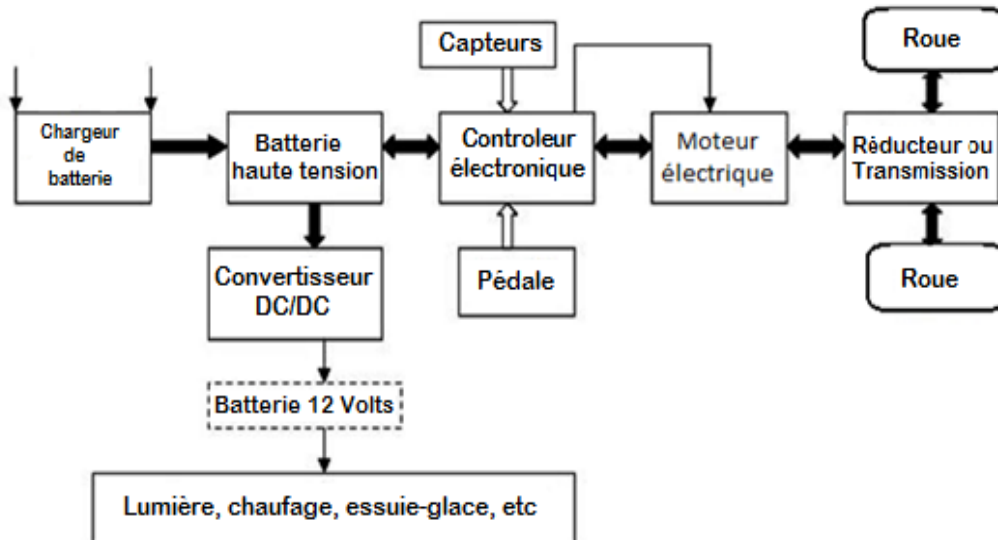 Capteurs
Roue
Chargeur
de
batterie
Batterie
haute tension
Controleur
électronique
Moteur
électrique
Réducteur ou
Transmission
Convertisseur
DC/DC
Pédale
Roue
Batterie 12 Volts
Lumière, chaufage, essuie-glace, etc